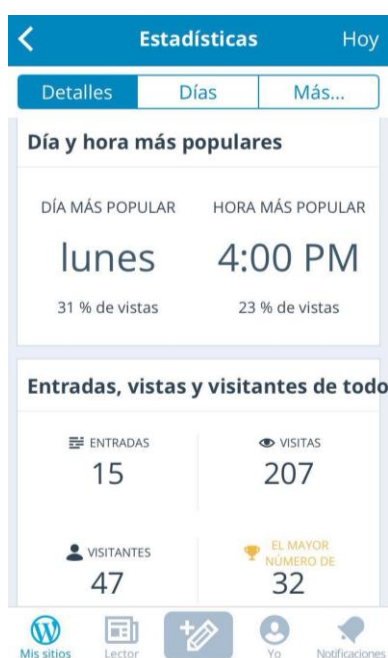 Estadísticas Hoy
Detalles Días Más...
Día y hora más populares
DÍA MÁS POPULAR HORA MÁS POPULAR
lunes 4:00 PM
31 % de vistas 23 % de vistas
Entradas, vistas y visitantes de todo
ENTRADAS VISITAS
15 207
VISITANTES EL MAYOR
NÚMERO DE
47 32
Mis sitios Lector Yo Notificaciones